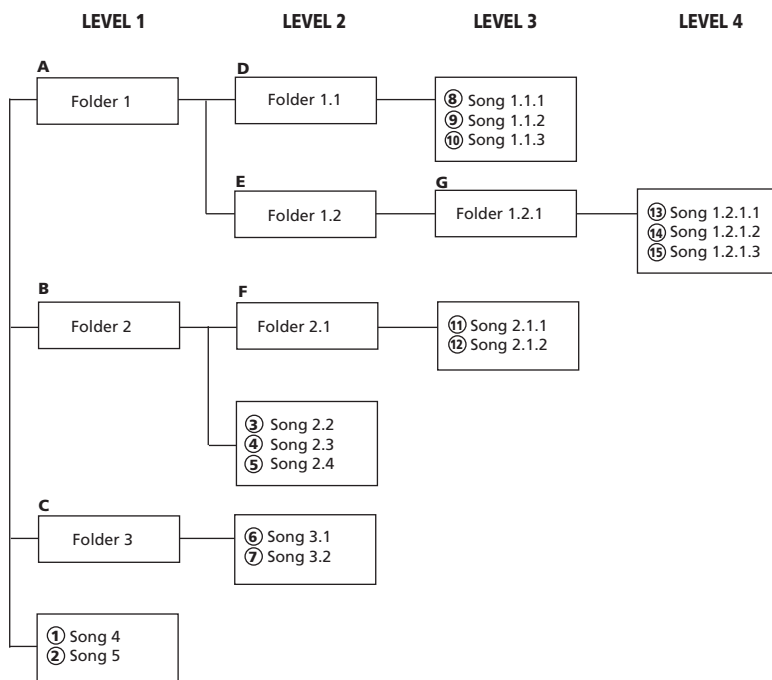 LEVEL 1 LEVEL 2 LEVEL 3 LEVEL 4
A
Folder 1
D
Folder 1.1
8 Song 1.1.1
9 Song 1.1.2
10 Song 1.1.3
E
Folder 1.2
G
Folder 1.2.1
13 Song 1.2.1.1
14 Song 1.2.1.2
15 Song 1.2.1.3
B
Folder 2
F
Folder 2.1
11 Song 2.1.1
12 Song 2.1.2
3 Song 2.2
4 Song 2.3
5 Song 2.4
C
Folder 3
6 Song 3.1
7 Song 3.2
1 Song 4
2 Song 5